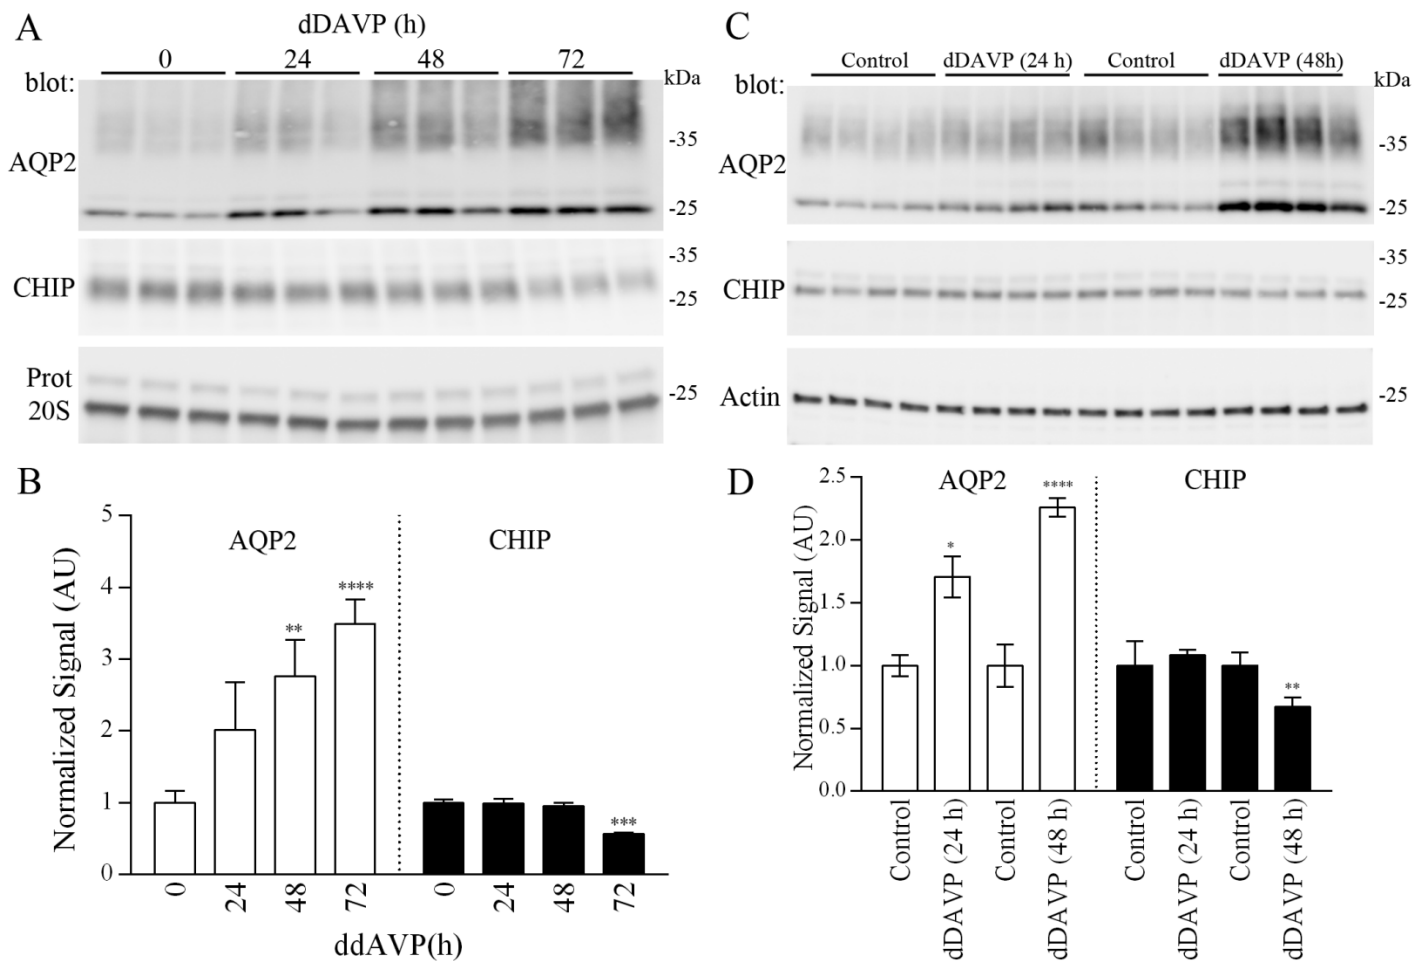 A
dDAVP (h)
0 24 48 72
blot:
kDa
AQP2
-35
-25
CHIP
-35
-25
Prot
20S
-25
B
Normalized Signal (AU)
5
4
3
2
1
0
AQP2
CHIP
**
****
***
0 24 48 72 0 24 48 72
ddAVP(h)
C
Control dDAVP (24 h) Control dDAVP (48h)
blot:
kDa
AQP2
-35
-25
CHIP
-35
-25
Actin
-25
D
Normalized Signal (AU)
2.5
2.0
1.5
1.0
0.5
0.0
AQP2
CHIP
*
****
**
Control
dDAVP (24 h)
Control
dDAVP (48 h)
Control
dDAVP (24 h)
Control
dDAVP (48 h)